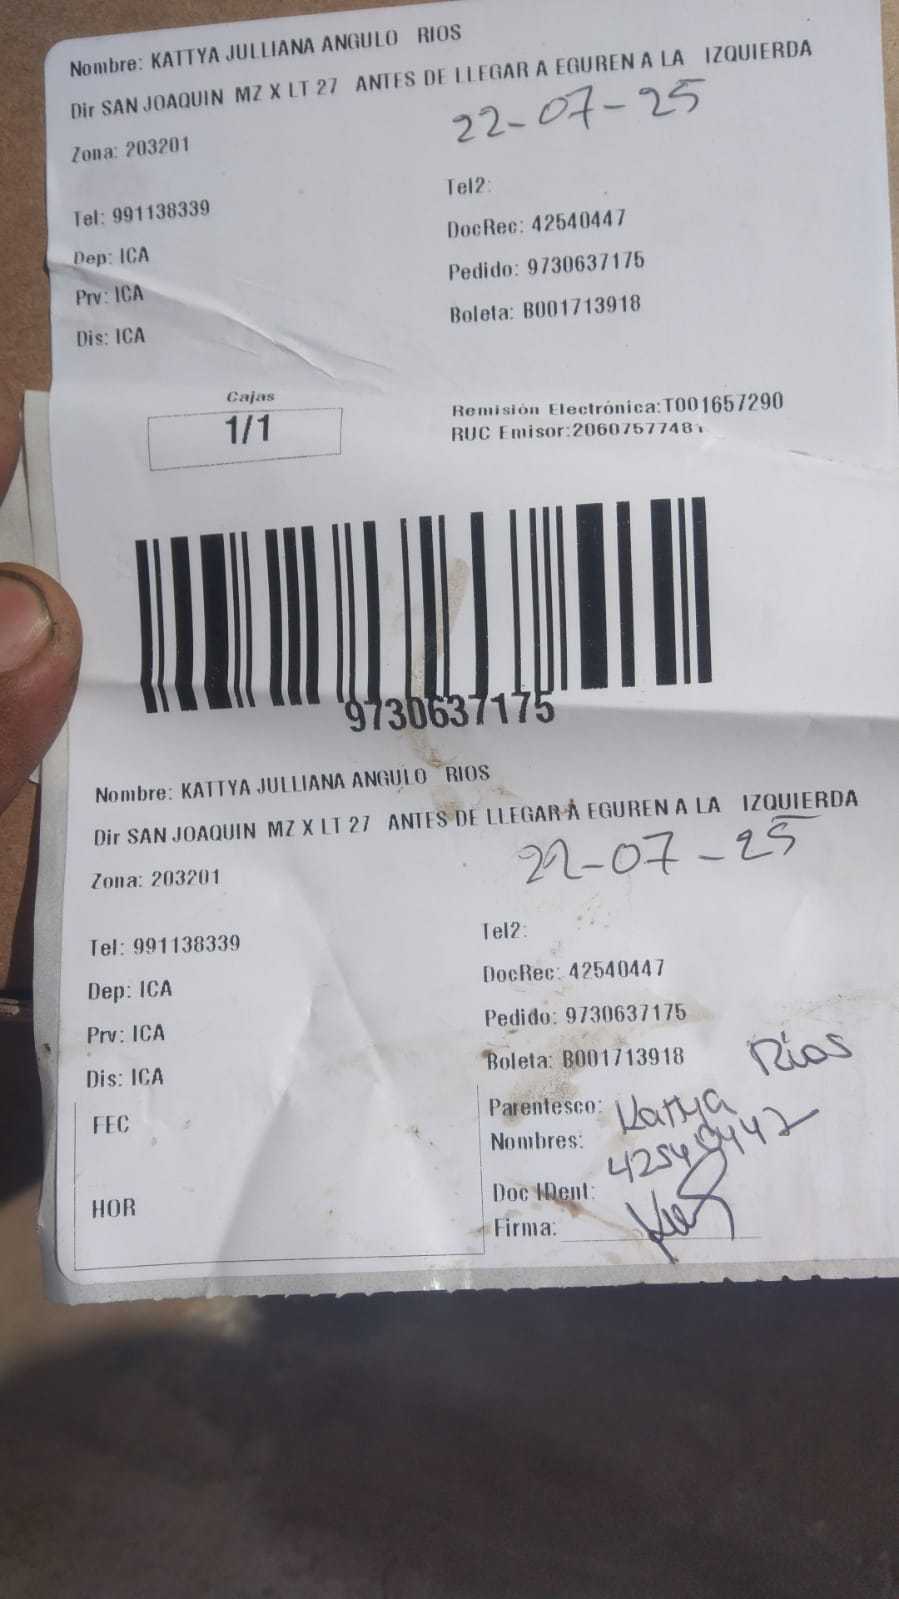 Nombre: KATTYA JULLIANA ANGULO RIOS
Dir SAN JOAQUIN MZ X LT 27 ANTES DE LLEGAR A EGUREN A LA IZQUIERDA
22-07-25
Zona: 203201
Tel2:
Tel: 991138339
DocRec: 42540447
Dep: ICA
Pedido: 9730637175
Prv: ICA
Boleta: B001713918
Dis: ICA
Cajas
1/1
Remisión Electrónica:T001657290
RUC Emisor:20607577481
9730637175
Nombre: KATTYA JULLIANA ANGULO RIOS
Dir SAN JOAQUIN MZ X LT 27 ANTES DE LLEGAR A EGUREN A LA IZQUIERDA
22-07-25
Zona: 203201
Tel2:
Tel: 991138339
DocRec: 42540447
Dep: ICA
Pedido: 9730637175
Prv: ICA
Boleta: B001713918
Dis: ICA
FEC
HOR
Parentesco:
Nombres: Kattya Rios
Doc IDent: 42540447
Firma: